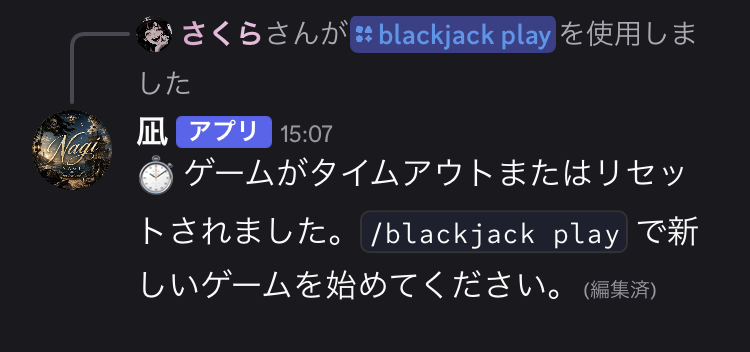 さくらさんが blackjack play を使用しま
した
凪 アプリ 15:07
⏱ ゲームがタイムアウトまたはリセッ
トされました。 /blackjack play で新
しいゲームを始めてください。 (編集済)
Nagi